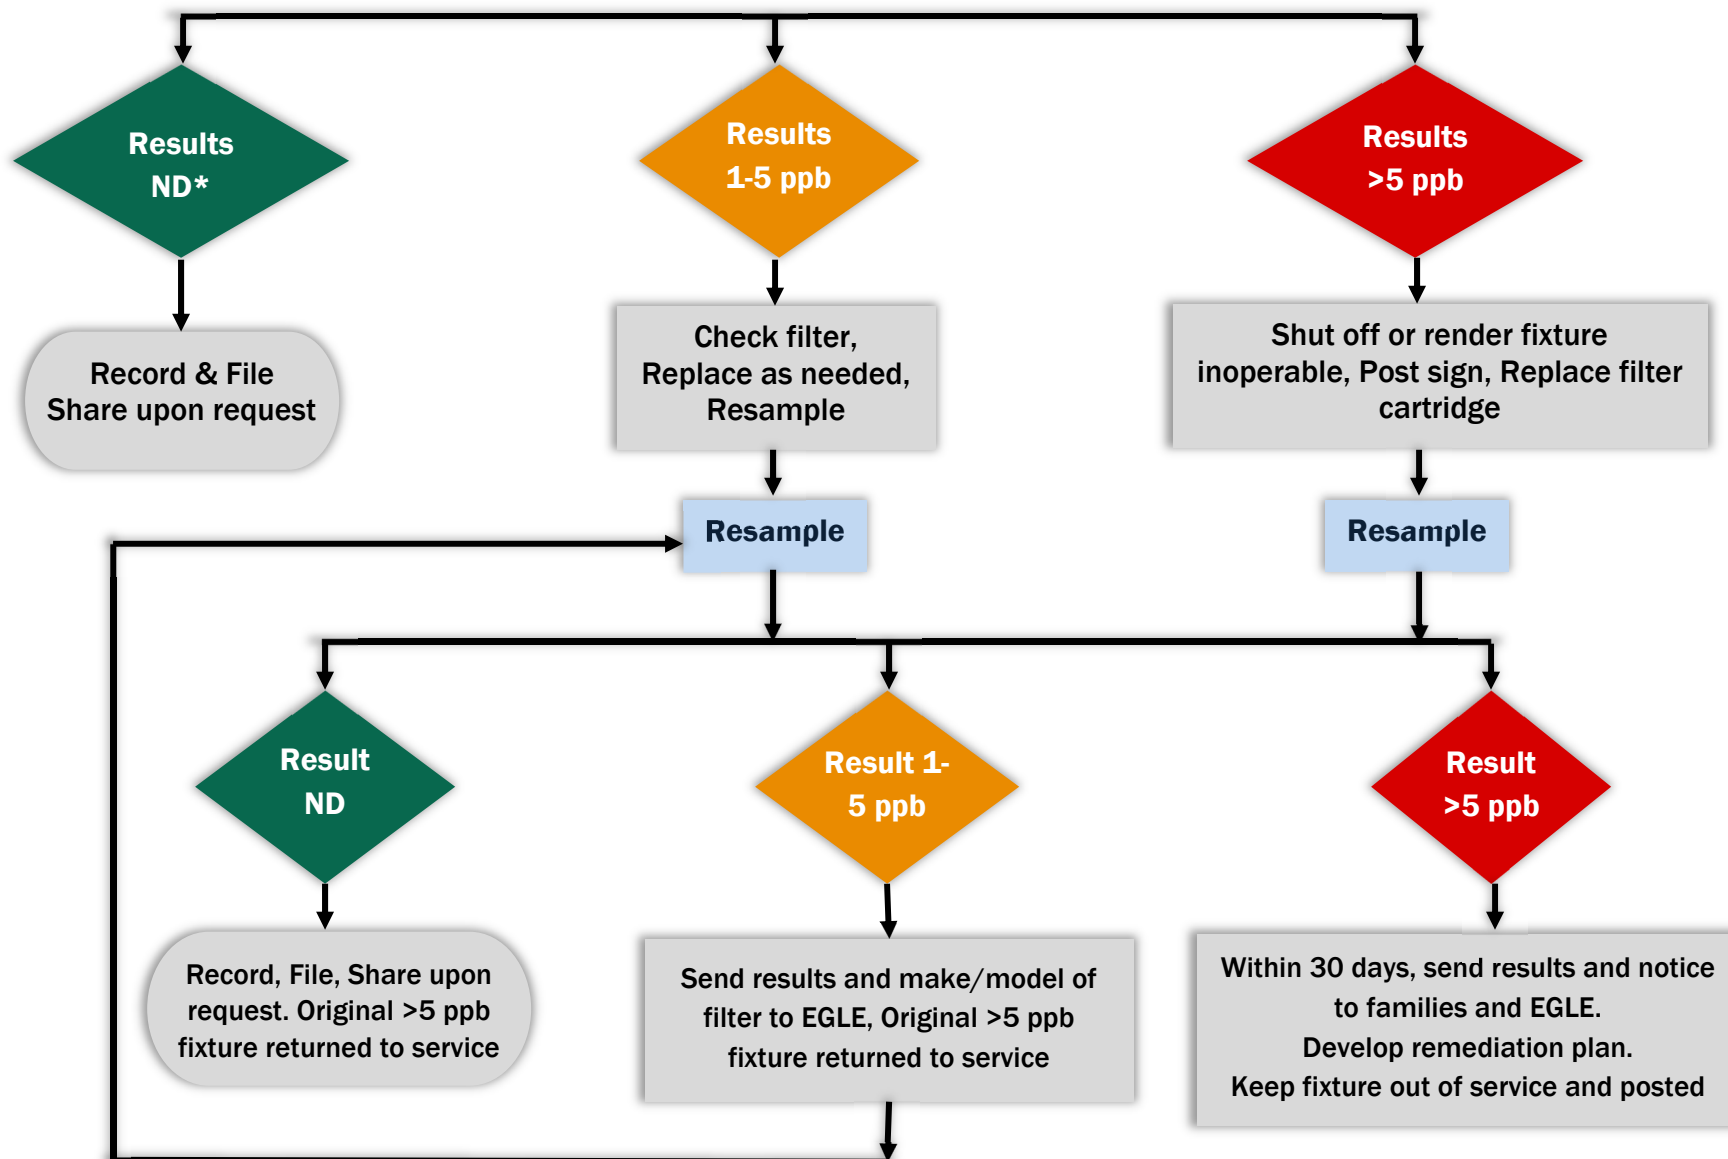 Results
ND*
Results
1-5 ppb
Results
>5 ppb
Record & File
Share upon request
Check filter,
Replace as needed,
Resample
Shut off or render fixture
inoperable, Post sign, Replace filter
cartridge
Resample
Resample
Result
ND
Result 1-
5 ppb
Result
>5 ppb
Record, File, Share upon
request. Original >5 ppb
fixture returned to service
Send results and make/model of
filter to EGLE, Original >5 ppb
fixture returned to service
Within 30 days, send results and notice
to families and EGLE.
Develop remediation plan.
Keep fixture out of service and posted